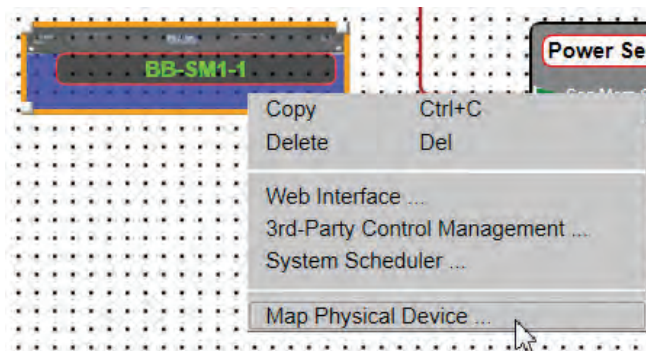 BB-SM1-1
Power Se
Copy Ctrl+C
Delete Del
Web Interface ...
3rd-Party Control Management ...
System Scheduler ...
Map Physical Device ...